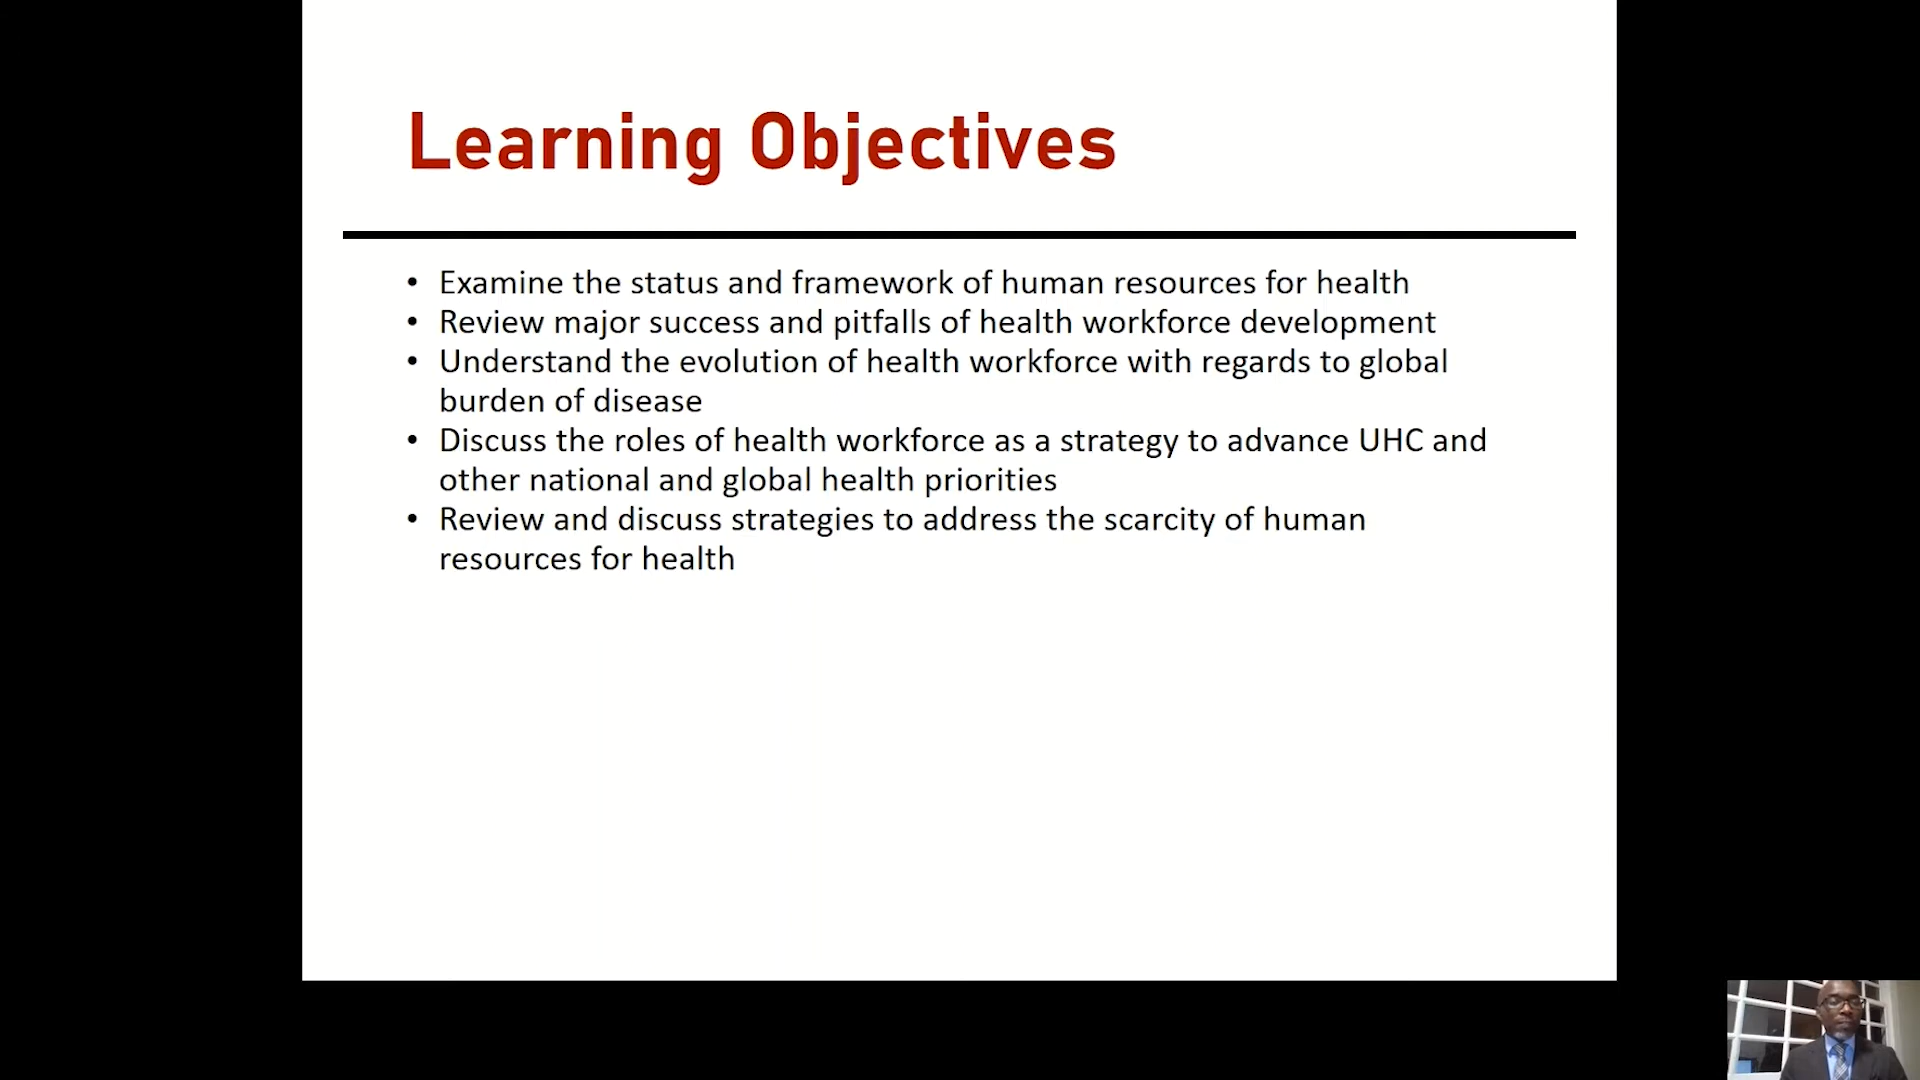 Learning Objectives
• Examine the status and framework of human resources for health
• Review major success and pitfalls of health workforce development
• Understand the evolution of health workforce with regards to global
burden of disease
• Discuss the roles of health workforce as a strategy to advance UHC and
other national and global health priorities
• Review and discuss strategies to address the scarcity of human
resources for health